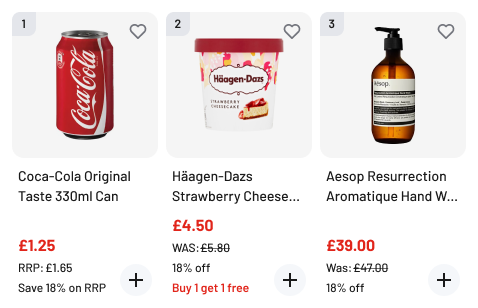 1
2
3
Coca-Cola
Häagen-Dazs
STRAWBERRY
CHEESECAKE
Aesop.
Coca-Cola Original
Taste 330ml Can
Häagen-Dazs
Strawberry Cheese...
Aesop Resurrection
Aromatique Hand W...
£1.25
RRP: £1.65
Save 18% on RRP
£4.50
WAS: £5.80
18% off
Buy 1 get 1 free
£39.00
Was: £47.00
18% off